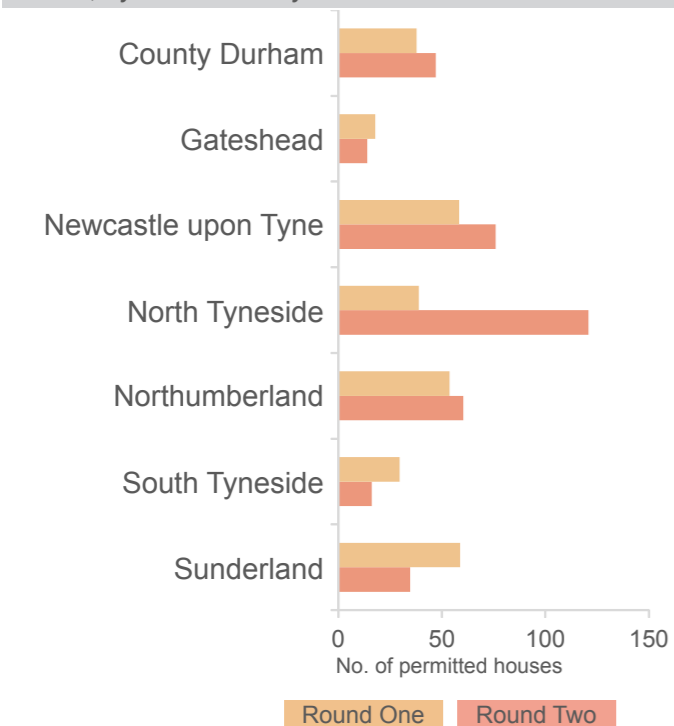 County Durham
Gateshead
Newcastle upon Tyne
North Tyneside
Northumberland
South Tyneside
Sunderland
0 50 100 150
No. of permitted houses
Round One Round Two